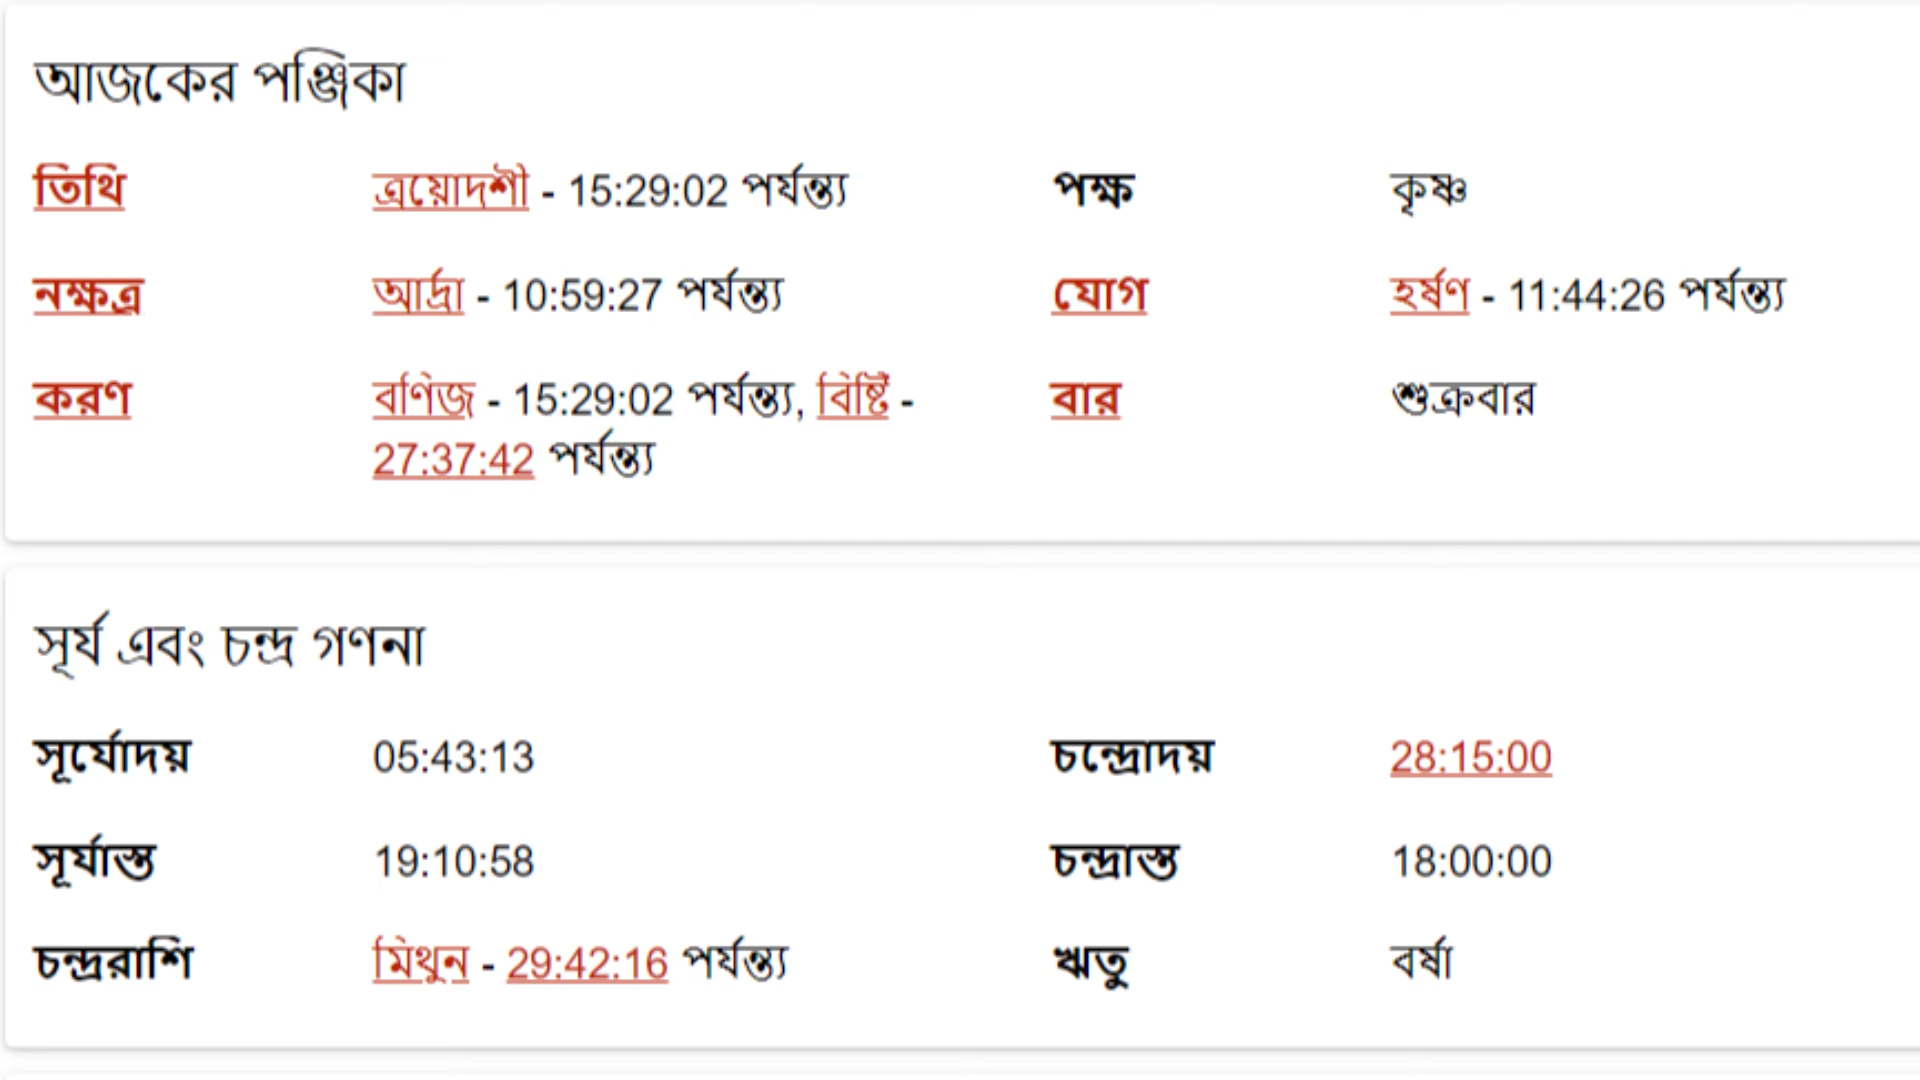 আজকের পঞ্জিকা
তিথি ত্রয়োদশী - 15:29:02 পর্যন্ত্য পক্ষ কৃষ্ণ
নক্ষত্র আর্দ্রা - 10:59:27 পর্যন্ত্য যোগ হর্ষণ - 11:44:26 পর্যন্ত্য
করণ বণিজ - 15:29:02 পর্যন্ত্য, বিষ্টি - বার শুক্রবার
27:37:42 পর্যন্ত্য
সূর্য এবং চন্দ্র গণনা
সূর্যোদয় 05:43:13 চন্দ্রোদয় 28:15:00
সূর্যাস্ত 19:10:58 চন্দ্রাস্ত 18:00:00
চন্দ্ররাশি মিথুন - 29:42:16 পর্যন্ত্য ঋতু বর্ষা